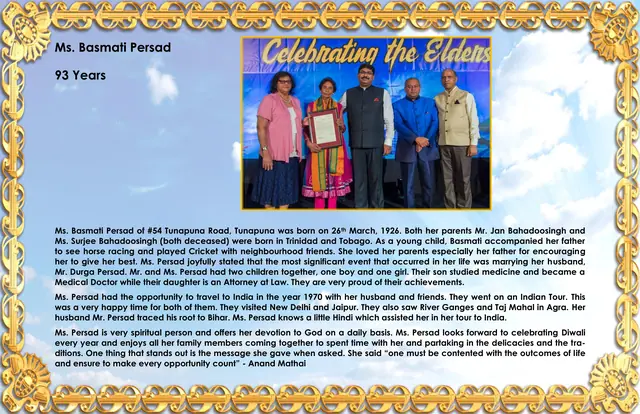 Ms. Basmati Persad
93 Years
Celebrating the Elders
Ms. Basmati Persad of #54 Tunapuna Road, Tunapuna was born on 26th March, 1926. Both her parents Mr. Jan Bahadoosingh and
Ms. Surjee Bahadoosingh (both deceased) were born in Trinidad and Tobago. As a young child, Basmati accompanied her father
to see horse racing and played Cricket with neighbourhood friends. She loved her parents especially her father for encouraging
her to give her best. Ms. Persad joyfully stated that the most significant event that occurred in her life was marrying her husband,
Mr. Durga Persad. Mr. and Ms. Persad had two children together, one boy and one girl. Their son studied medicine and became a
Medical Doctor while their daughter is an Attorney at Law. They are very proud of their achievements.
Ms. Persad had the opportunity to travel to India in the year 1970 with her husband and friends. They went on an Indian Tour. This
was a very happy time for both of them. They visited New Delhi and Jaipur. They also saw River Ganges and Taj Mahal in Agra. Her
husband Mr. Persad traced his root to Bihar. Ms. Persad knows a little Hindi which assisted her in her tour to India.
Ms. Persad is very spiritual person and offers her devotion to God on a daily basis. Ms. Persad looks forward to celebrating Diwali
every year and enjoys all her family members coming together to spent time with her and partaking in the delicacies and the tra-
ditions. One thing that stands out is the message she gave when asked. She said “one must be contented with the outcomes of life
and ensure to make every opportunity count” - Anand Mathai